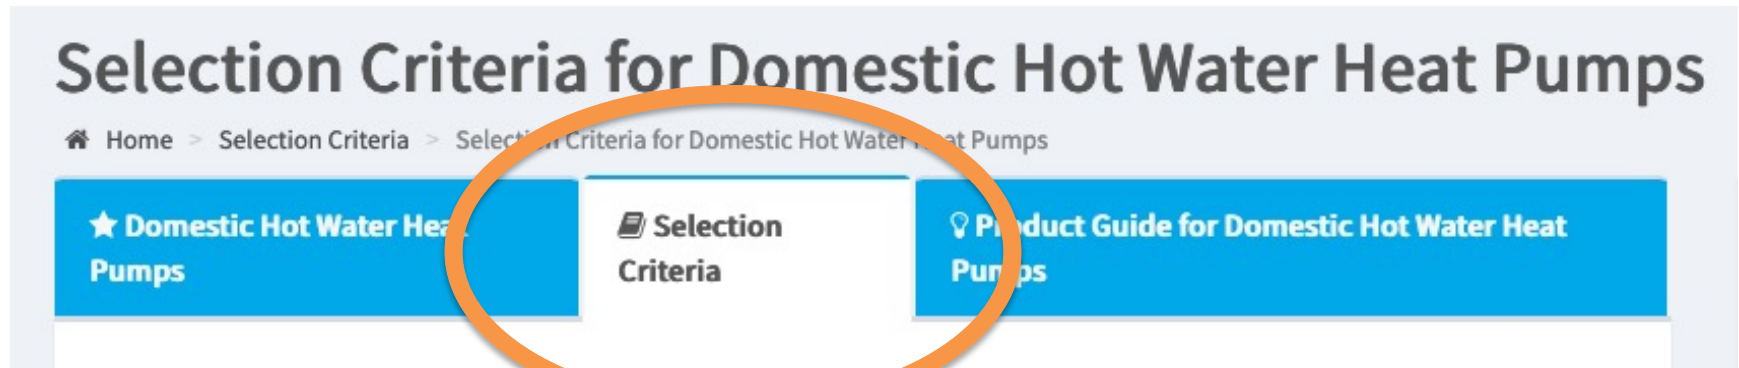 Selection Criteria for Domestic Hot Water Heat Pumps
Home > Selection Criteria > Selection Criteria for Domestic Hot Water Heat Pumps
Domestic Hot Water Heat
Pumps
Selection
Criteria
Product Guide for Domestic Hot Water Heat
Pumps